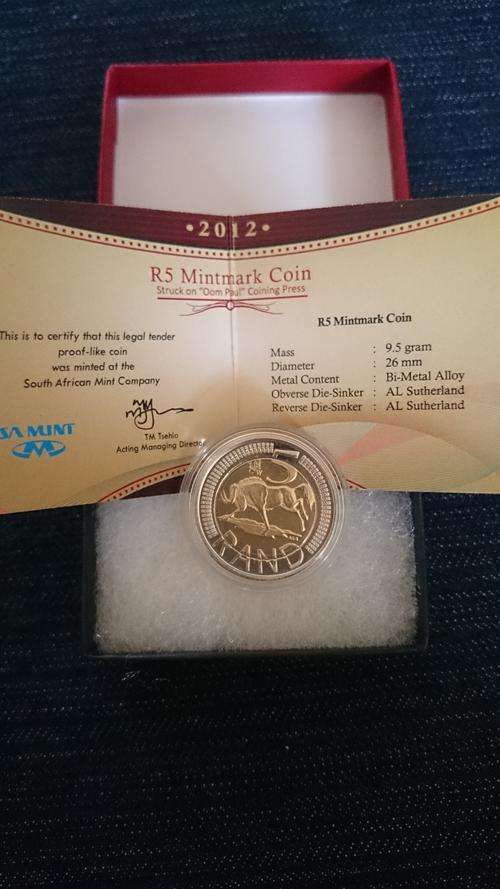 •2012•
R5 Mintmark Coin
Struck on "Dom Paul" Coining Press
This is to certify that this legal tender
proof-like coin
was minted at the
South African Mint Company
TM Tsehlo
Acting Managing Director
SA MINT
R5 Mintmark Coin
Mass : 9.5 gram
Diameter : 26 mm
Metal Content : Bi-Metal Alloy
Obverse Die-Sinker : AL Sutherland
Reverse Die-Sinker : AL Sutherland
5
RAND